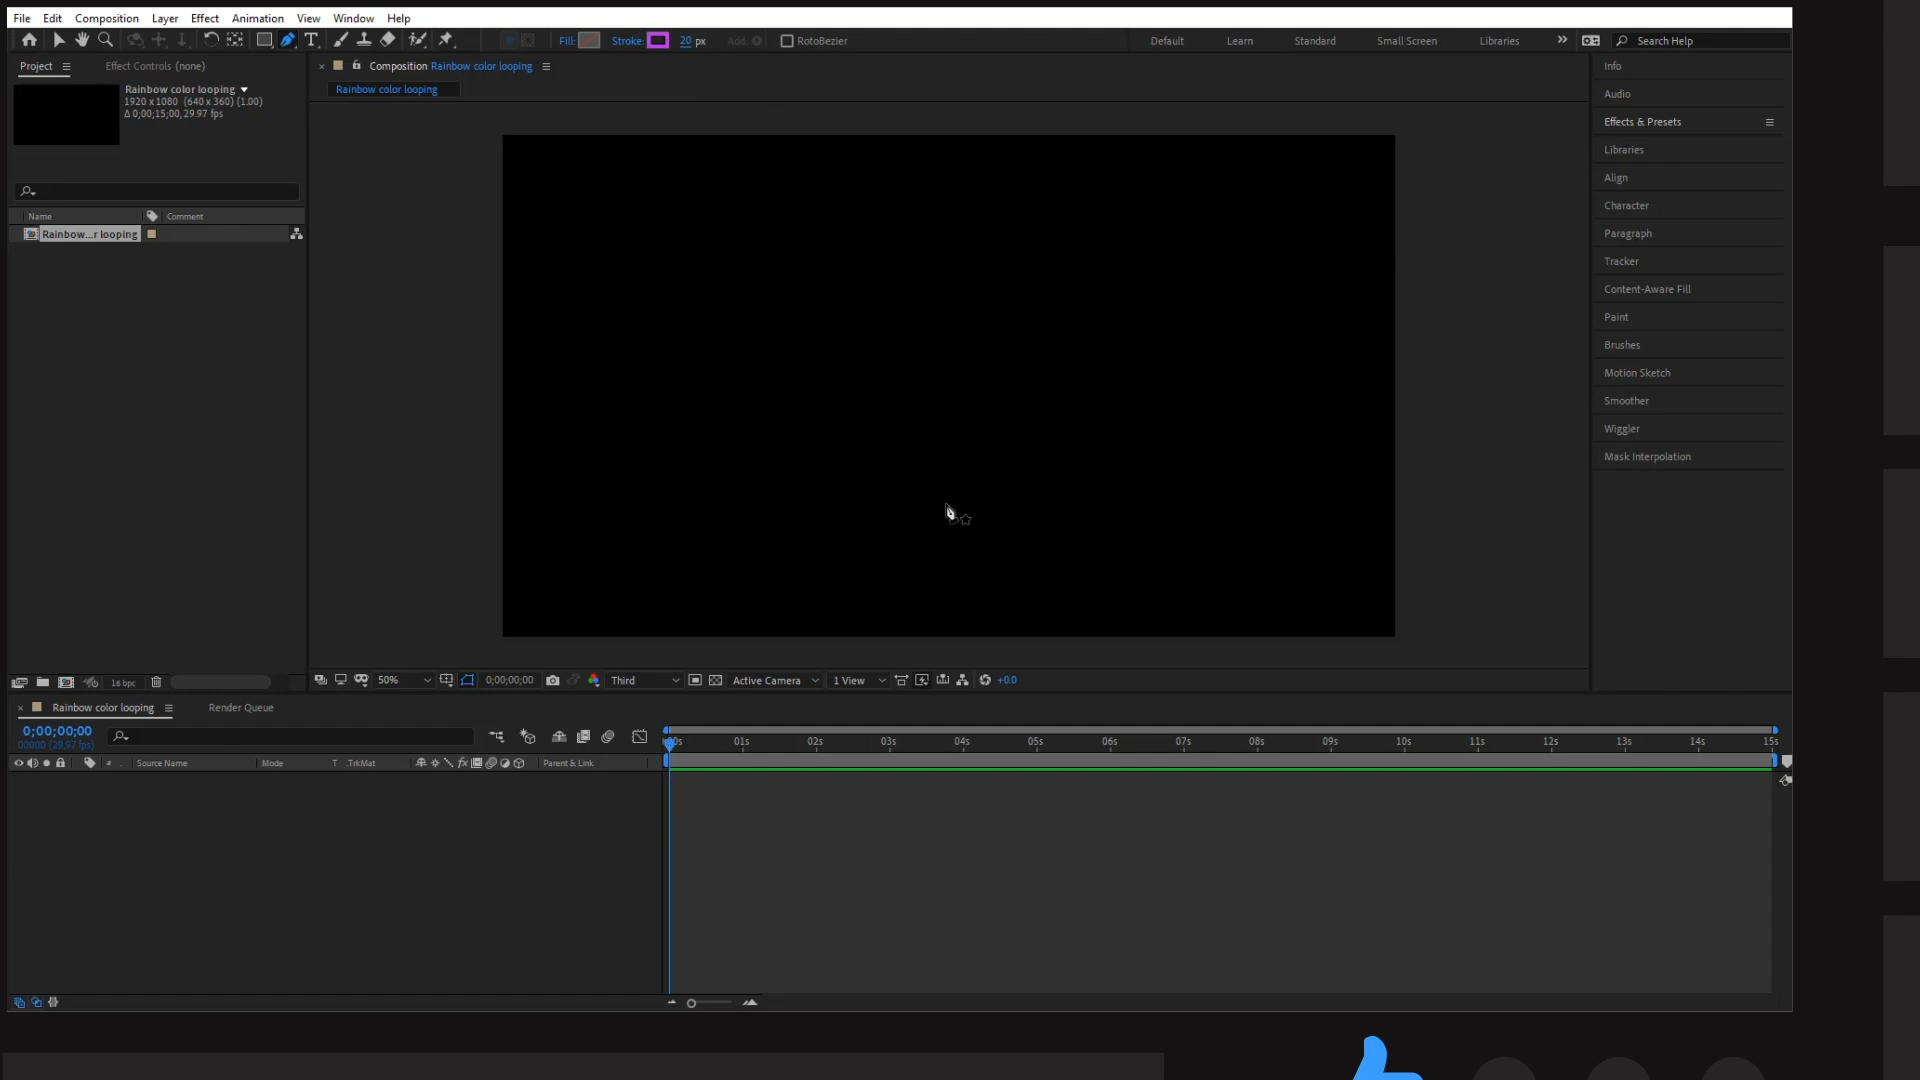 File Edit Composition Layer Effect Animation View Window Help
Fill: Stroke: 20 px Add: RotoBezier Default Learn Standard Small Screen Libraries Search Help
Project Effect Controls (none)
Composition Rainbow color looping
Rainbow color looping
Rainbow color looping
1920 x 1080 (640 x 360) (1.00)
Δ 0;00;15;00, 29.97 fps
Name Comment
Rainbow...r looping
Info
Audio
Effects & Presets
Libraries
Align
Character
Paragraph
Tracker
Content-Aware Fill
Paint
Brushes
Motion Sketch
Smoother
Wiggler
Mask Interpolation
16 bpc
50% 0;00;00;00 Third Active Camera 1 View +0.0
Rainbow color looping Render Queue
0;00;00;00
00000 (29.97 fps)
01s 02s 03s 04s 05s 06s 07s 08s 09s 10s 11s 12s 13s 14s 15s
# . Source Name Mode T .TrkMat fx Parent & Link